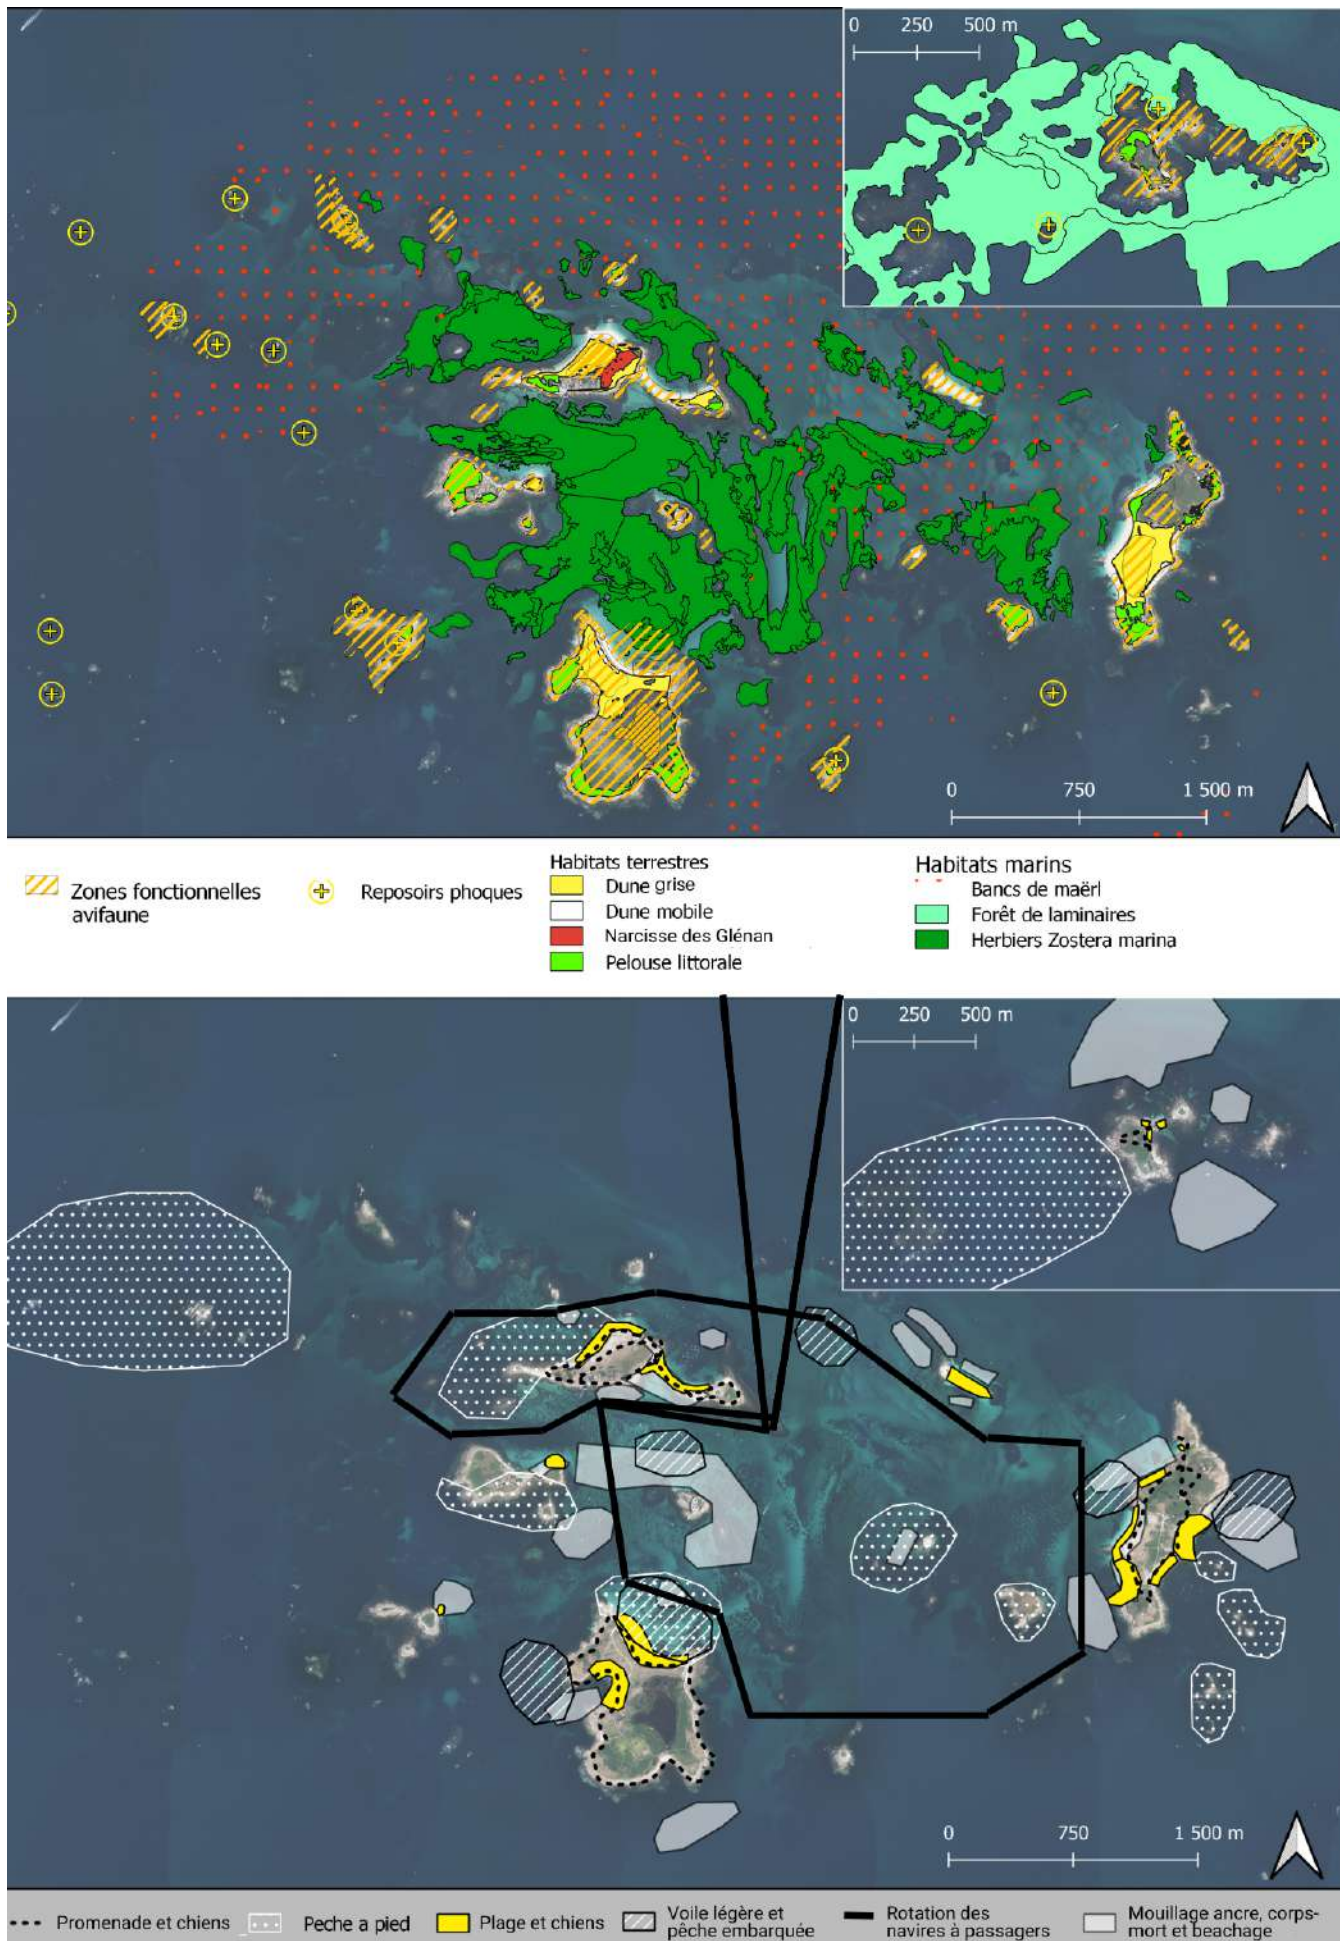 0 250 500 m
0 750 1 500 m
Zones fonctionnelles
avifaune
Reposoirs phoques
Habitats terrestres
Dune grise
Dune mobile
Narcisse des Glénan
Pelouse littorale
Habitats marins
Bancs de maërl
Forêt de laminaires
Herbiers Zostera marina
0 250 500 m
0 750 1 500 m
Promenade et chiens
Peche a pied
Plage et chiens
Voile légère et
pêche embarquée
Rotation des
navires à passagers
Mouillage ancre, corps-
mort et beachage